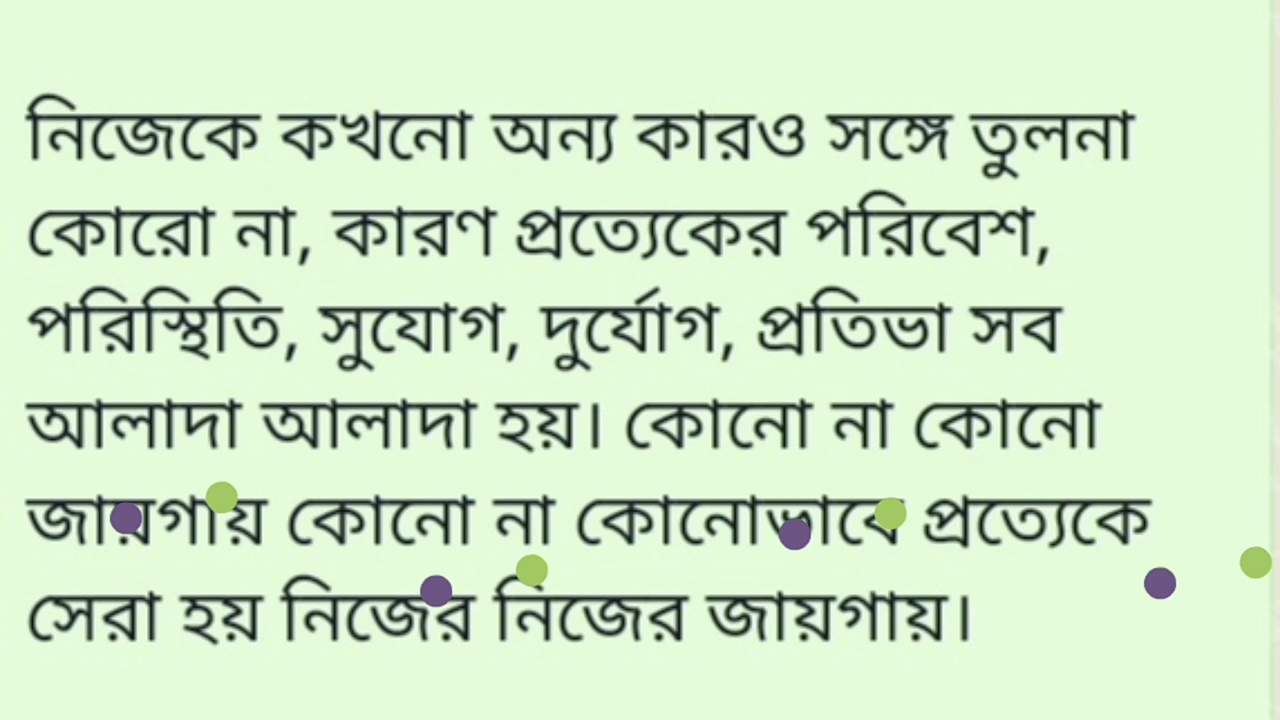 নিজেকে কখনো অন্য কারও সঙ্গে তুলনা
কোরো না, কারণ প্রত্যেকের পরিবেশ,
পরিস্থিতি, সুযোগ, দুর্যোগ, প্রতিভা সব
আলাদা আলাদা হয়। কোনো না কোনো
জায়গায় কোনো না কোনোভাবে প্রত্যেকে
সেরা হয় নিজের নিজের জায়গায়।